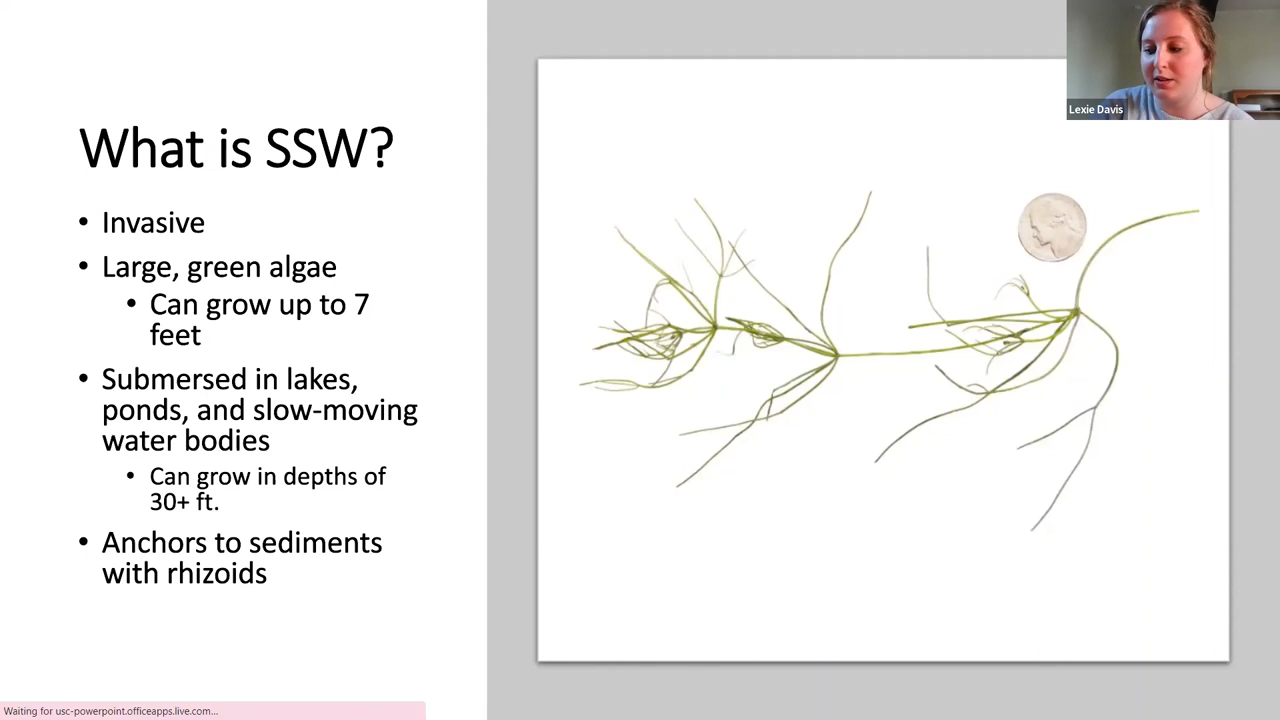 What is SSW?
• Invasive
• Large, green algae
• Can grow up to 7
feet
• Submersed in lakes,
ponds, and slow-moving
water bodies
• Can grow in depths of
30+ ft.
• Anchors to sediments
with rhizoids
Lexie Davis
Waiting for usc-powerpoint.officeapps.live.com...